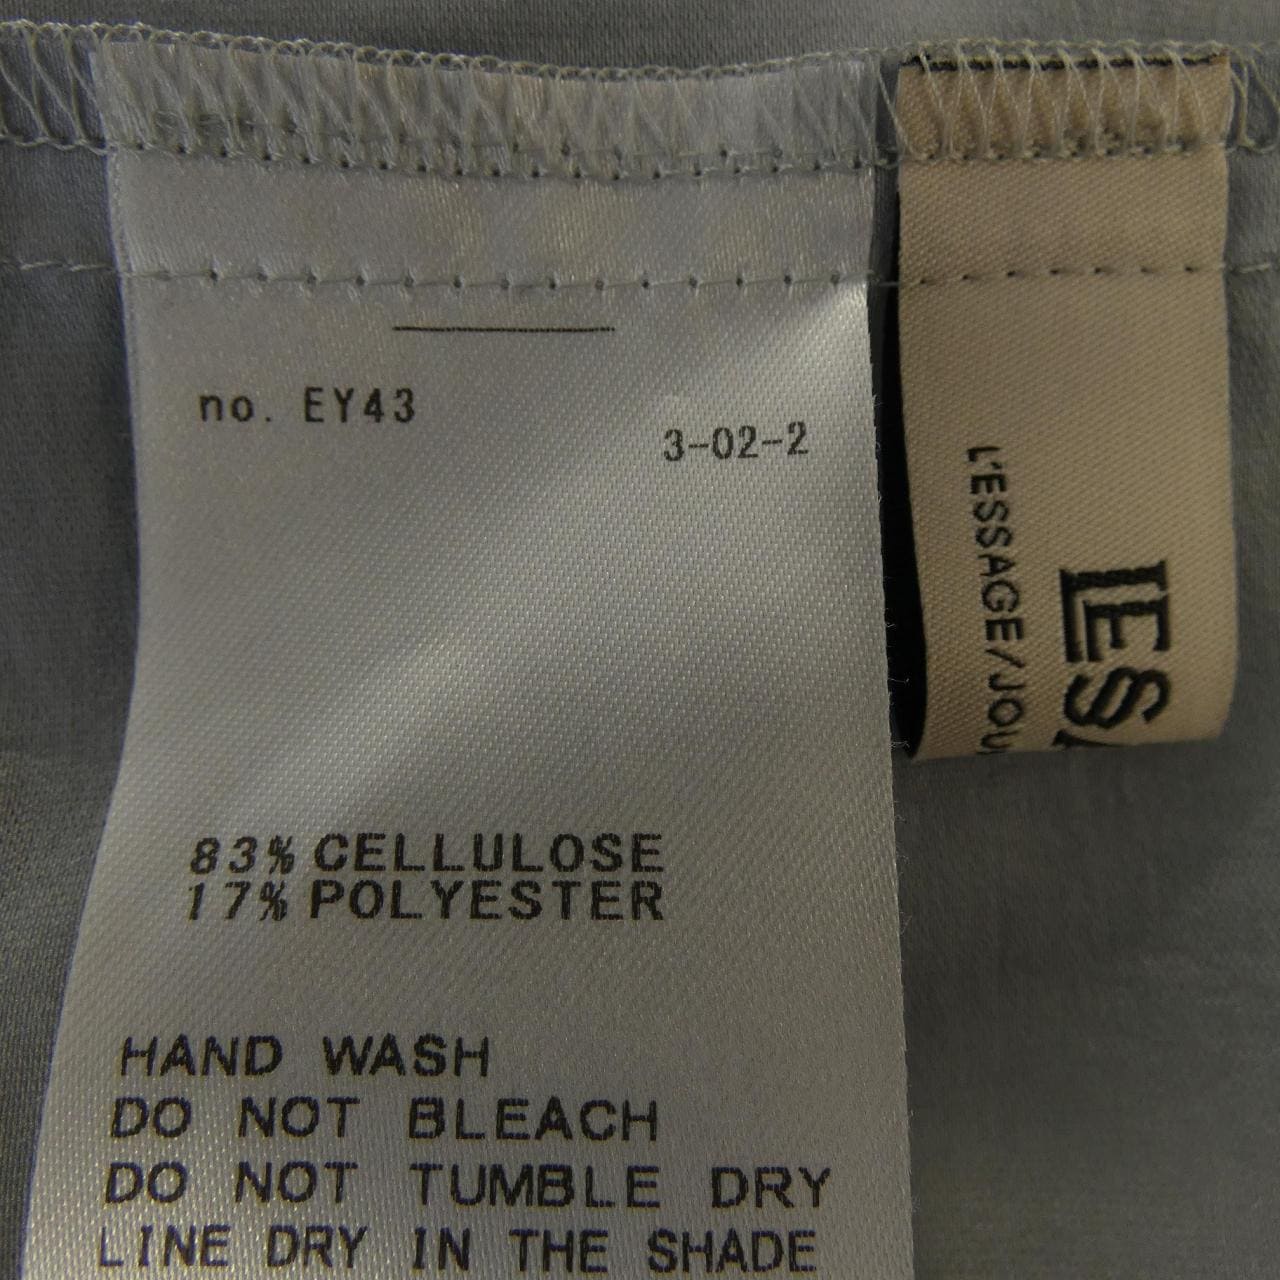 no. EY43
3-02-2
83% CELLULOSE
17% POLYESTER
HAND WASH
DO NOT BLEACH
DO NOT TUMBLE DRY
LINE DRY IN THE SHADE
LESA
L'ESSAGE/JOU